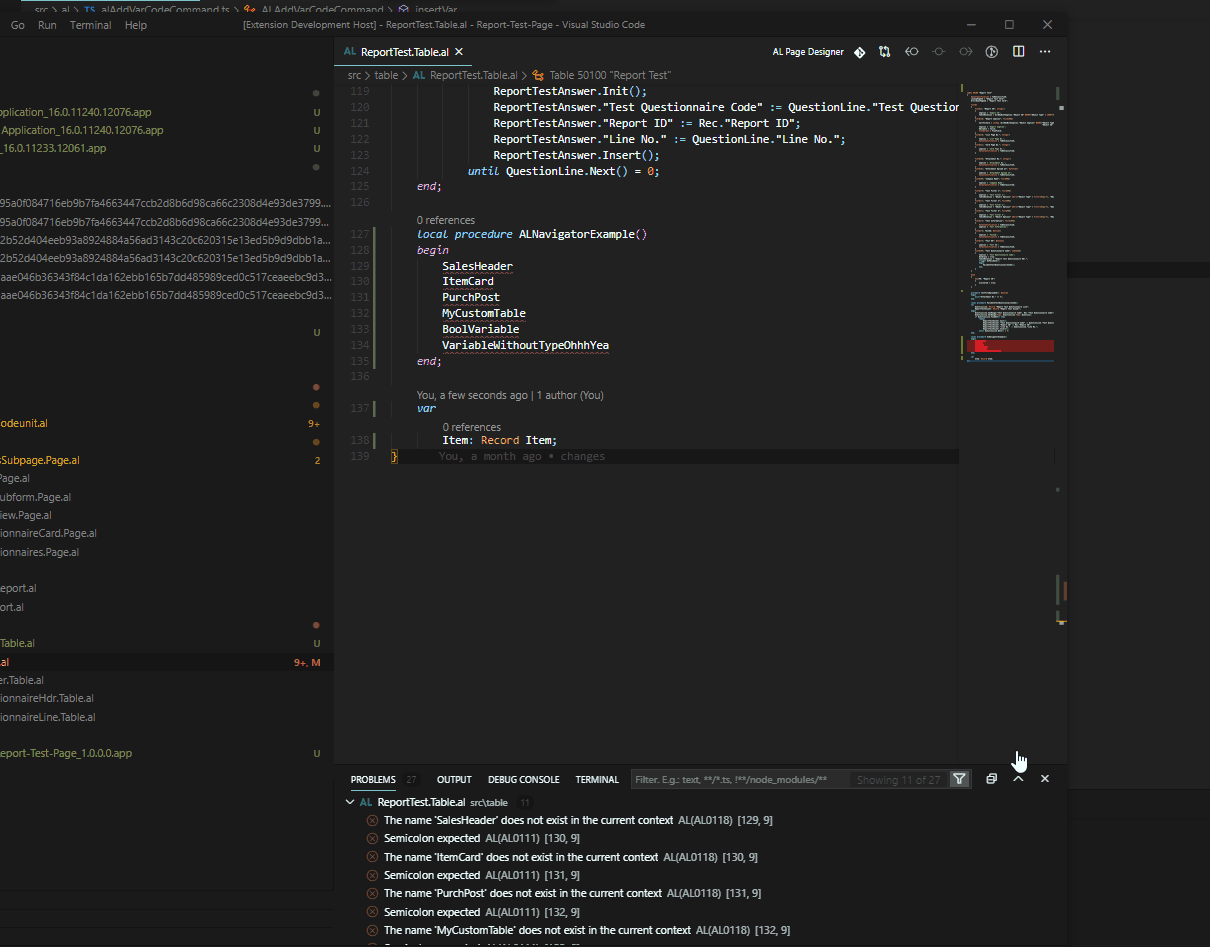 src > al > TS alAddVarCodeCommand.ts > ALAddVarCodeCommand > insertVar
Go Run Terminal Help [Extension Development Host] - ReportTest.Table.al - Report-Test-Page - Visual Studio Code
AL ReportTest.Table.al AL Page Designer
src > table > AL ReportTest.Table.al > Table 50100 "Report Test"
119 ReportTestAnswer.Init();
120 ReportTestAnswer."Test Questionnaire Code" := QuestionLine."Test Question
121 ReportTestAnswer."Report ID" := Rec."Report ID";
122 ReportTestAnswer."Line No." := QuestionLine."Line No.";
123 ReportTestAnswer.Insert();
124 until QuestionLine.Next() = 0;
125 end;
126
0 references
127 local procedure ALNavigatorExample()
128 begin
129 SalesHeader
130 ItemCard
131 PurchPost
132 MyCustomTable
133 BoolVariable
134 VariableWithoutTypeOhhhYea
135 end;
136
You, a few seconds ago | 1 author (You)
137 var
0 references
138 Item: Record Item;
139 } You, a month ago • changes
pplication_16.0.11240.12076.app U
Application_16.0.11240.12076.app U
_16.0.11233.12061.app U
95a0f084716eb9b7fa4663447ccb2d8b6d98ca66c2308d4e93de3799...
95a0f084716eb9b7fa4663447ccb2d8b6d98ca66c2308d4e93de3799...
2b52d404eeb93a8924884a56ad3143c20c620315e13ed5b9d9dbb1a...
2b52d404eeb93a8924884a56ad3143c20c620315e13ed5b9d9dbb1a...
aae046b36343f84c1da162ebb165b7dd485989ced0c517ceaeebc9d3...
aae046b36343f84c1da162ebb165b7dd485989ced0c517ceaeebc9d3...
U
odeunit.al 9+
sSubpage.Page.al 2
Page.al
ubform.Page.al
iew.Page.al
ionnaireCard.Page.al
ionnaires.Page.al
eport.al
ort.al
Table.al U
.al 9+, M
er.Table.al
ionnaireHdr.Table.al
ionnaireLine.Table.al
eport-Test-Page_1.0.0.0.app U
PROBLEMS 27 OUTPUT DEBUG CONSOLE TERMINAL Filter. E.g.: text, **/*.ts, !**/node_modules/** Showing 11 of 27
AL ReportTest.Table.al src\table 11
The name 'SalesHeader' does not exist in the current context AL(AL0118) [129, 9]
Semicolon expected AL(AL0111) [130, 9]
The name 'ItemCard' does not exist in the current context AL(AL0118) [130, 9]
Semicolon expected AL(AL0111) [131, 9]
The name 'PurchPost' does not exist in the current context AL(AL0118) [131, 9]
Semicolon expected AL(AL0111) [132, 9]
The name 'MyCustomTable' does not exist in the current context AL(AL0118) [132, 9]